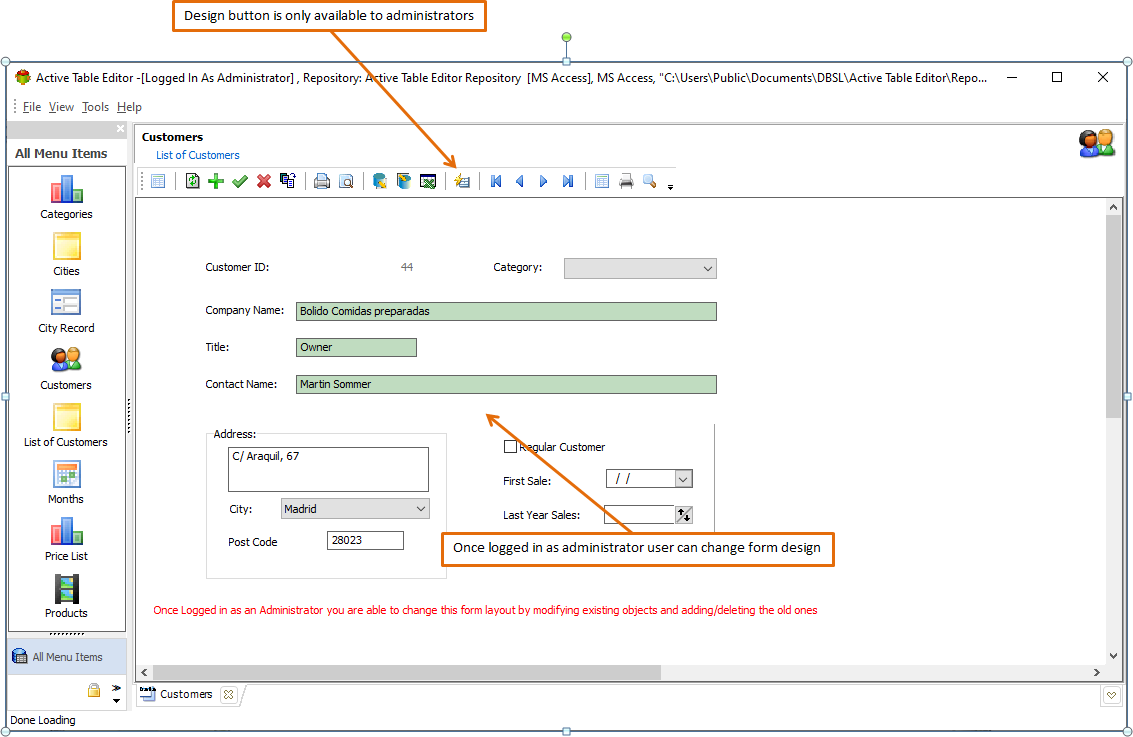 Design button is only available to administrators
Active Table Editor -[Logged In As Administrator] , Repository: Active Table Editor Repository [MS Access], MS Access, "C:\Users\Public\Documents\DBSL\Active Table Editor\Repo...
File View Tools Help
All Menu Items
Categories
Cities
City Record
Customers
List of Customers
Months
Price List
Products
All Menu Items
Done Loading
Customers
List of Customers
Customer ID: 44 Category:
Company Name: Bolido Comidas preparadas
Title: Owner
Contact Name: Martin Sommer
Address:
C/ Araquil, 67
City: Madrid
Post Code 28023
Regular Customer
First Sale: / /
Last Year Sales:
Once logged in as administrator user can change form design
Once Logged in as an Administrator you are able to change this form layout by modifying existing objects and adding/deleting the old ones
Customers